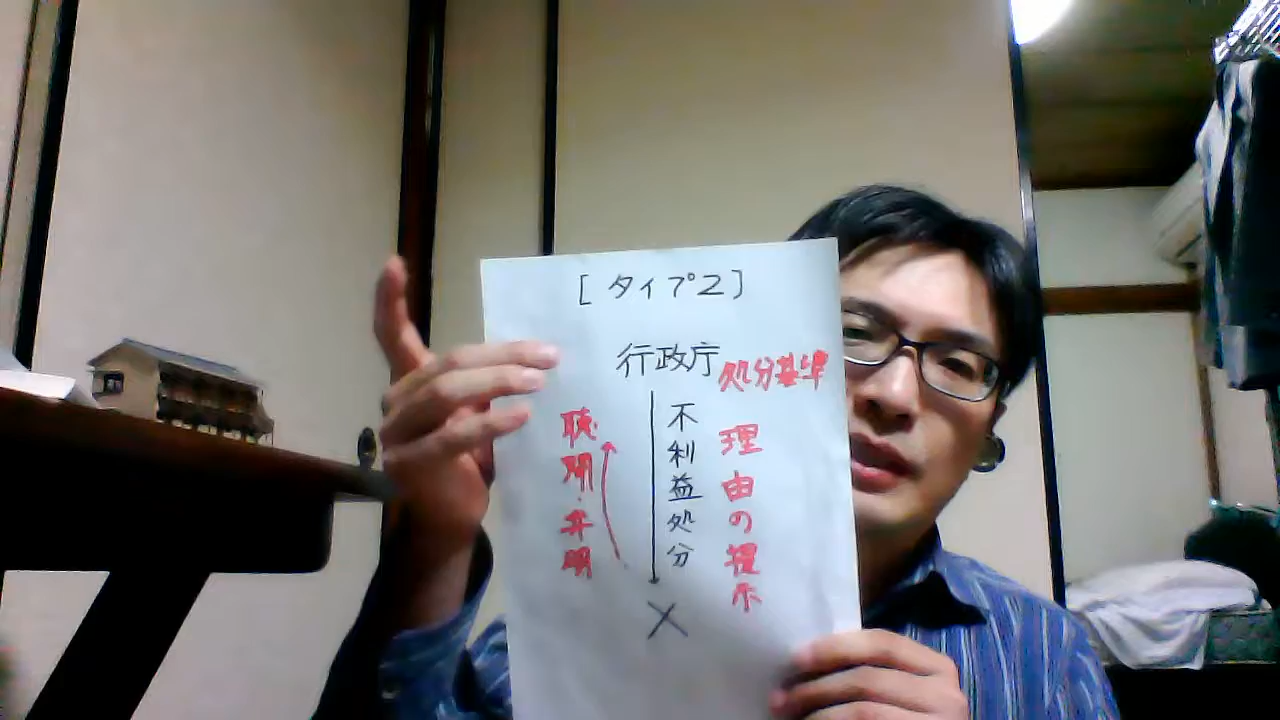 [タイプ2]
行政庁
処分基準
不利益処分
理由の提示
聴聞・弁明
X